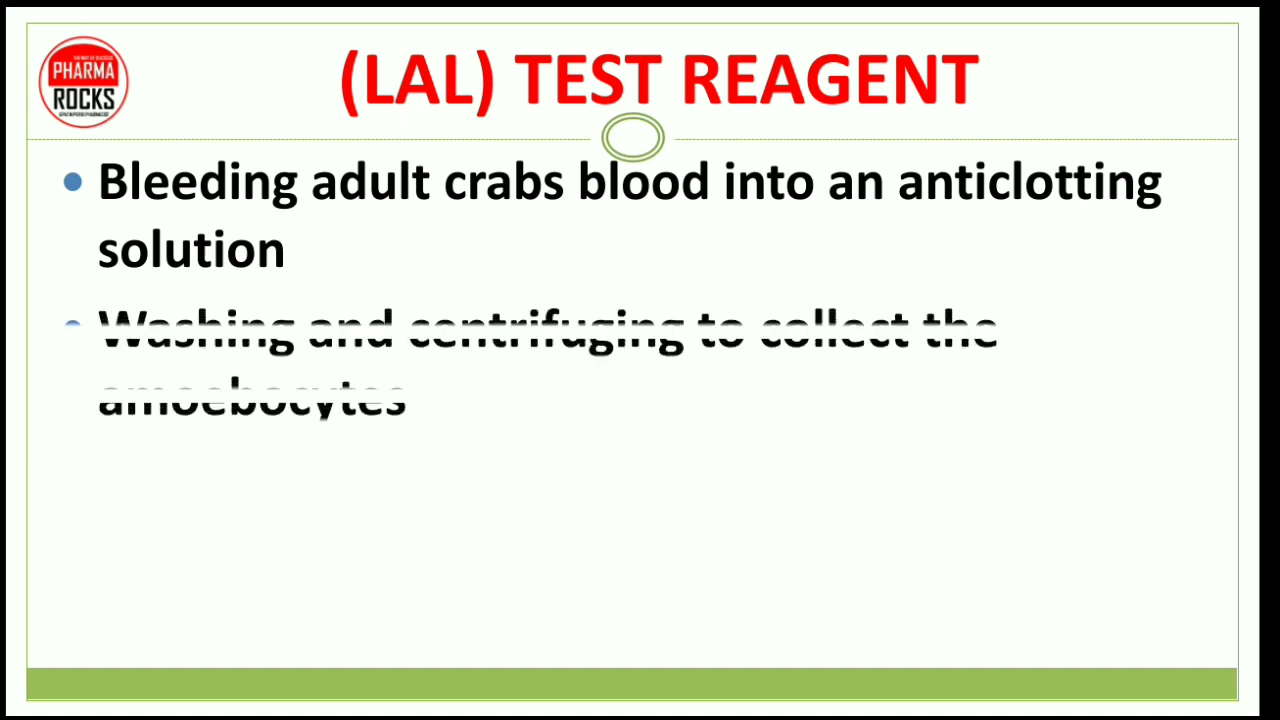 PHARMA
ROCKS
(LAL) TEST REAGENT
Bleeding adult crabs blood into an anticlotting
solution
Washing and centrifuging to collect the
amoebocytes